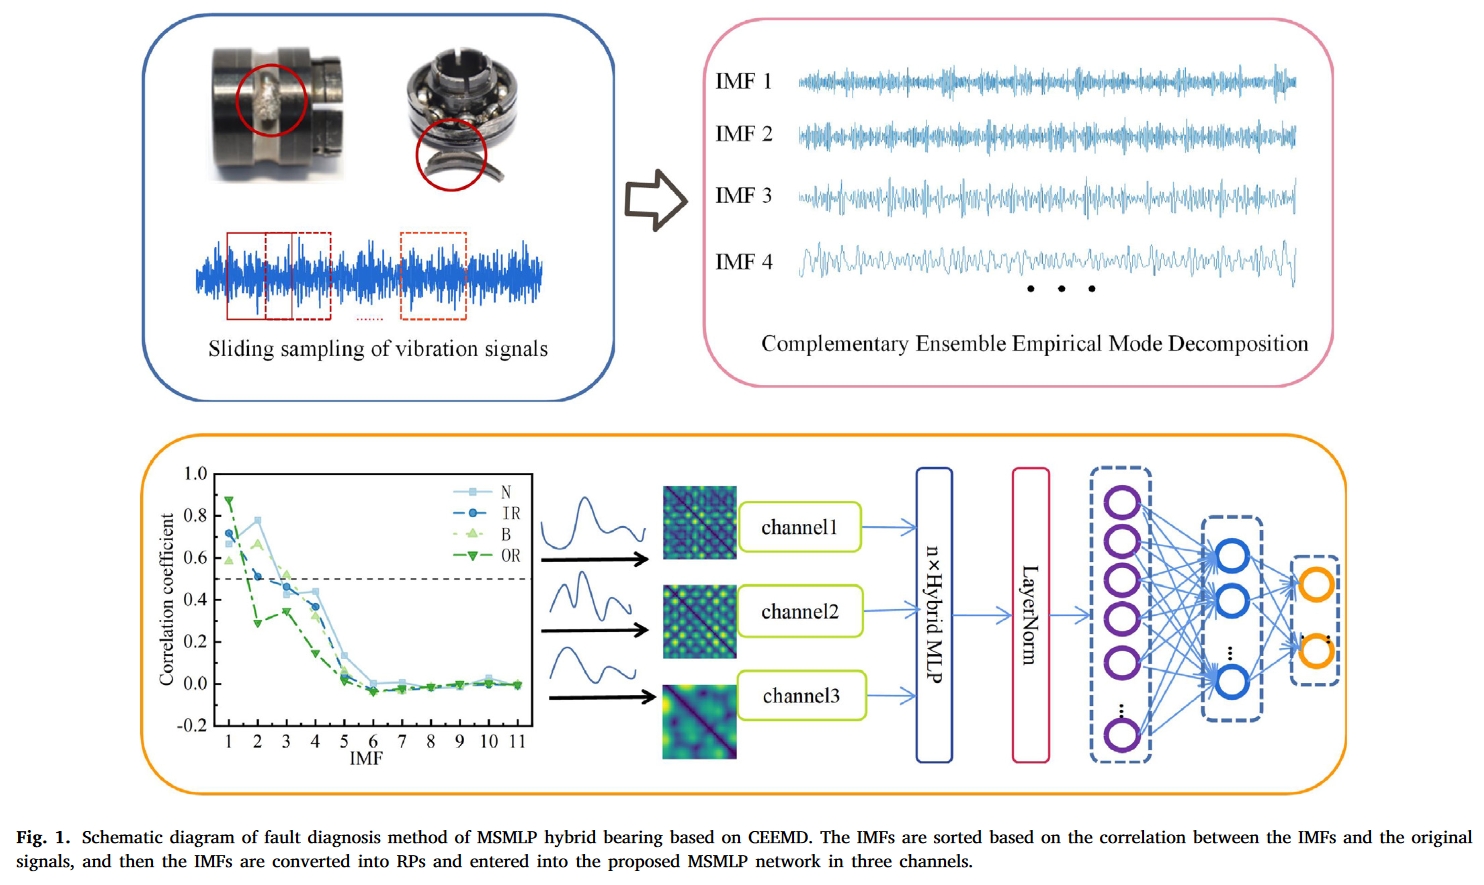 Sliding sampling of vibration signals
IMF 1
IMF 2
IMF 3
IMF 4
Complementary Ensemble Empirical Mode Decomposition
Correlation coefficient
1.0
0.8
0.6
0.4
0.2
0.0
-0.2
1 2 3 4 5 6 7 8 9 10 11
IMF
N
IR
B
OR
channel1
channel2
channel3
n×Hybrid MLP
LayerNorm
Fig. 1. Schematic diagram of fault diagnosis method of MSMLP hybrid bearing based on CEEMD. The IMFs are sorted based on the correlation between the IMFs and the original
signals, and then the IMFs are converted into RPs and entered into the proposed MSMLP network in three channels.